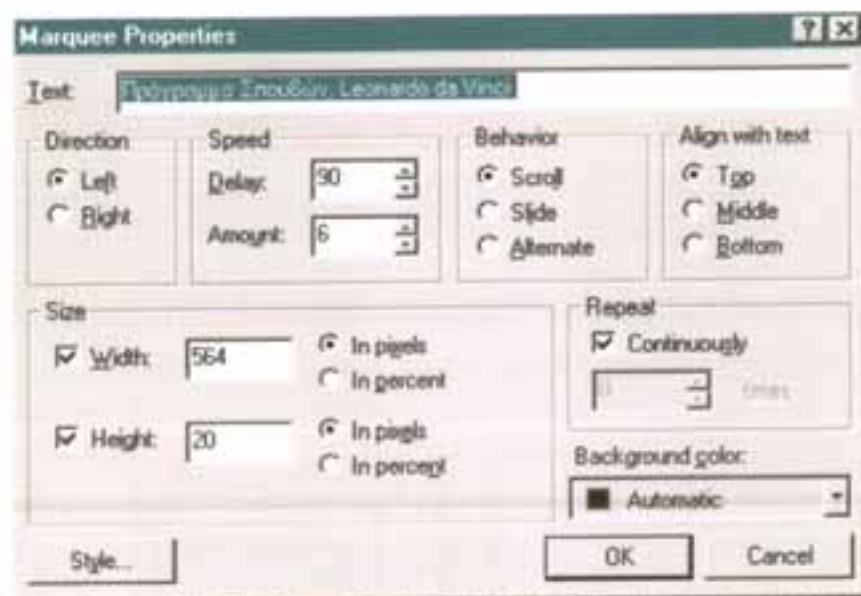 Marquee Properties
Text: Πρόγραμμα Σπουδών: Leonardo da Vinci
Direction
Left
Right
Speed
Delay: 90
Amount: 6
Behavior
Scroll
Slide
Alternate
Align with text
Top
Middle
Bottom
Size
Width: 564
In pixels
In percent
Height: 20
In pixels
In percent
Repeat
Continuously
times
Background color:
Automatic
Style...
OK
Cancel